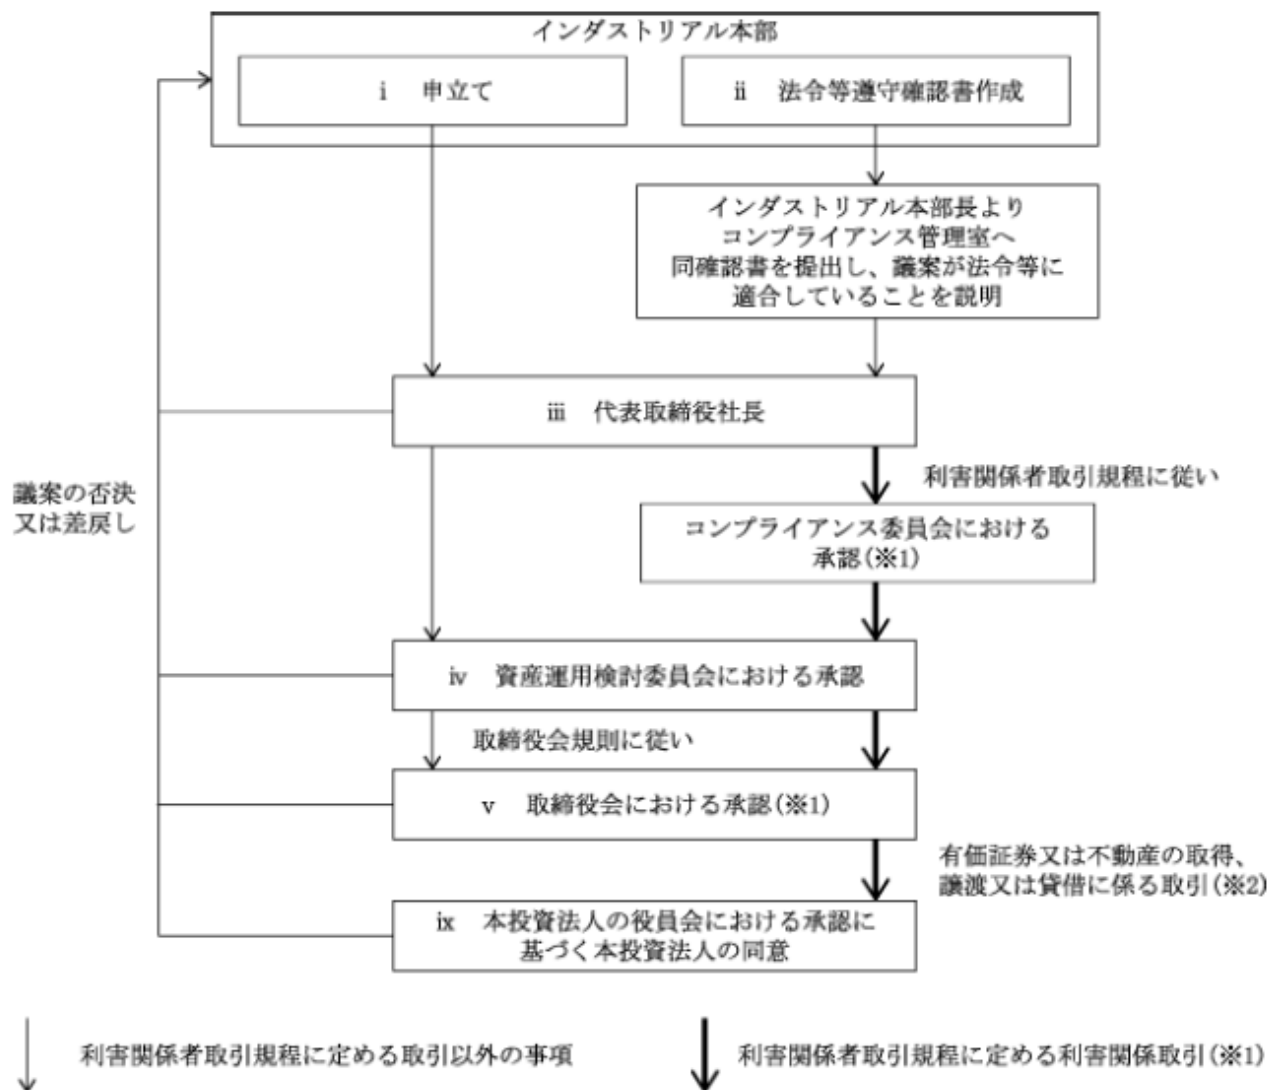 インダストリアル本部
i 申立て
ii 法令等遵守確認書作成
インダストリアル本部長より
コンプライアンス管理室へ
同確認書を提出し、議案が法令等に
適合していることを説明
iii 代表取締役社長
利害関係者取引規程に従い
議案の否決
又は差戻し
コンプライアンス委員会における
承認(※1)
iv 資産運用検討委員会における承認
取締役会規則に従い
v 取締役会における承認(※1)
有価証券又は不動産の取得、
譲渡又は貸借に係る取引(※2)
ix 本投資法人の役員会における承認に
基づく本投資法人の同意
利害関係者取引規程に定める取引以外の事項
利害関係者取引規程に定める利害関係取引(※1)